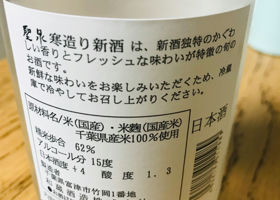 聖泉寒造り新酒は、新酒独特のかぐわ
しい香りとフレッシュな味わいが特徴の旬の
お酒です。
新鮮な味わいをお楽しみいただくため、冷蔵
庫で冷やしてお召し上がりください。
日本酒
原材料名/米(国産)・米麹(国産米)
千葉県産米100%使用
精米歩合 62%
アルコール分 15度
日本酒度 +4 酸度 1.3
千葉県富津市竹岡1番地